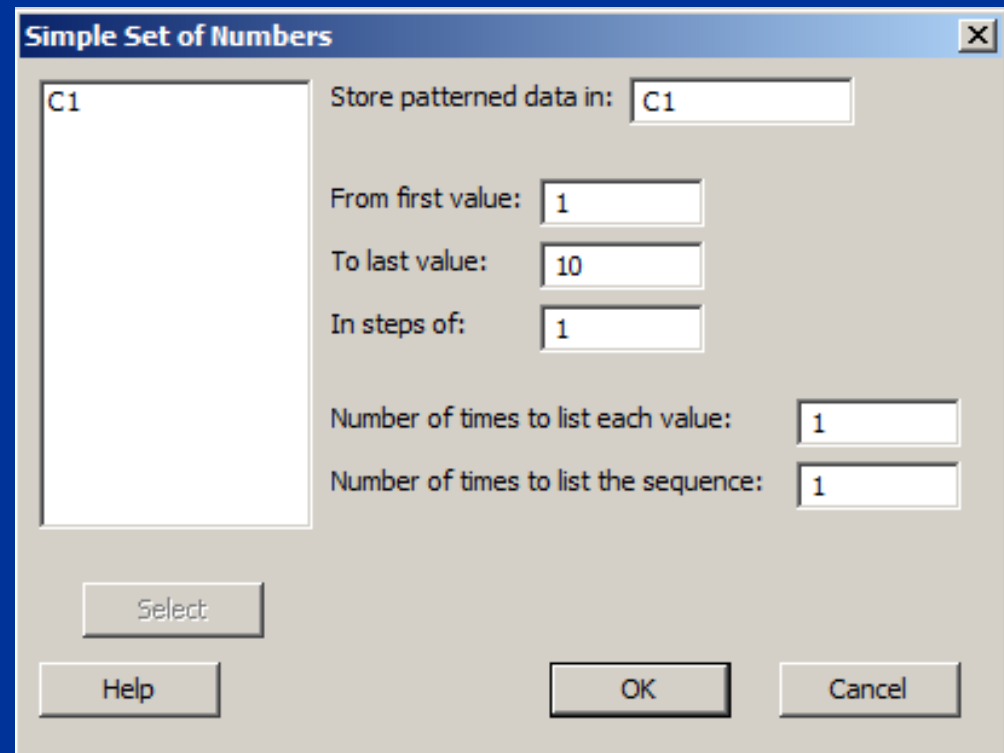 Simple Set of Numbers
C1
Store patterned data in: C1
From first value: 1
To last value: 10
In steps of: 1
Number of times to list each value: 1
Number of times to list the sequence: 1
Select
Help OK Cancel